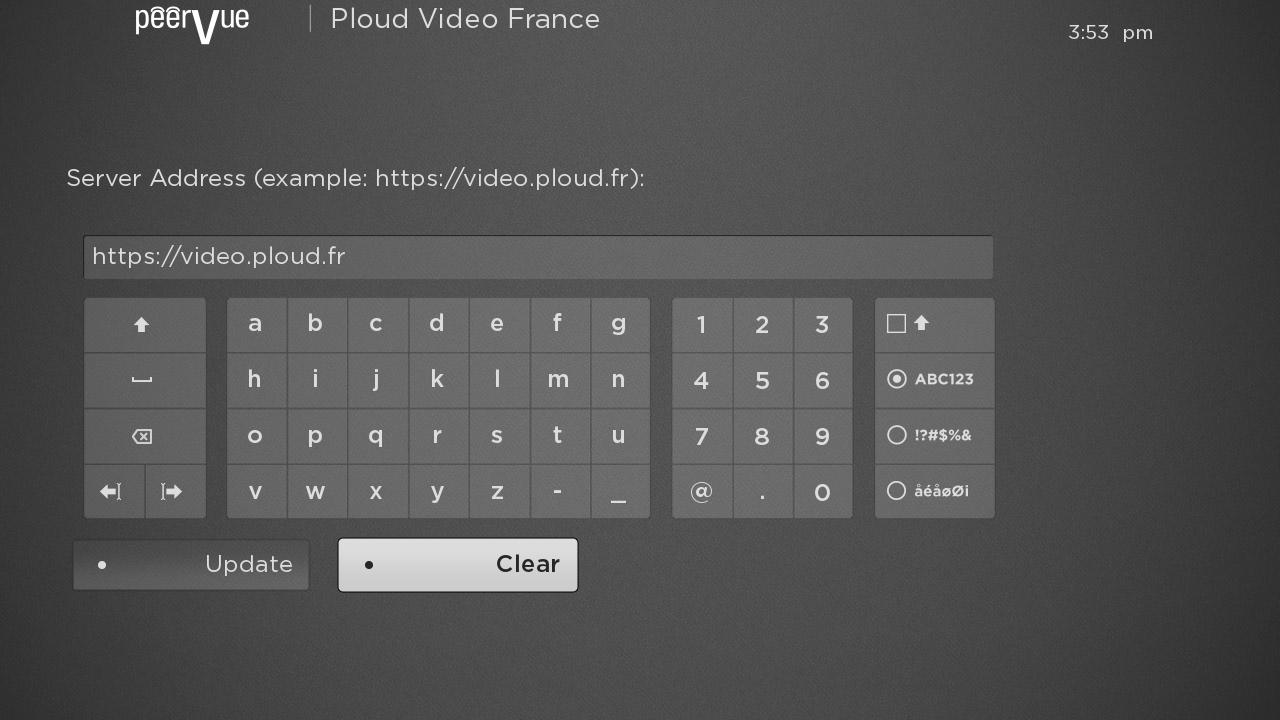 pêêrVue | Ploud Video France
3:53 pm
Server Address (example: https://video.ploud.fr):
https://video.ploud.fr
a b c d e f g 1 2 3
h i j k l m n 4 5 6 ABC123
o p q r s t u 7 8 9 !?#$%&
v w x y z - _ @ . 0 åéåøØi
Update Clear